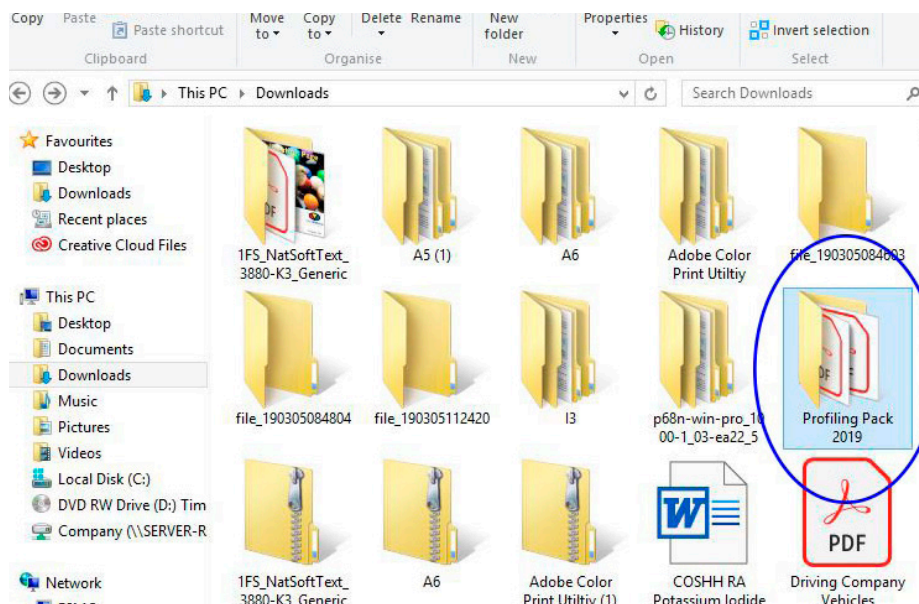 Copy Paste
Paste shortcut
Move to
Copy to
Delete
Rename
New folder
Properties
History
Invert selection
Clipboard
Organise
New
Open
Select
This PC
Downloads
Search Downloads
Favourites
Desktop
Downloads
Recent places
Creative Cloud Files
This PC
Desktop
Documents
Downloads
Music
Pictures
Videos
Local Disk (C:)
DVD RW Drive (D:) Tim
Company (\\SERVER-R
Network
1FS_NatSoftText_
3880-K3_Generic
A5 (1)
A6
Adobe Color
Print Utiltiy
file_190305084603
file_190305084804
file_190305112420
I3
p68n-win-pro_10
00-1_03-ea22_5
Profiling Pack
2019
1FS_NatSoftText_
3880-K3_Generic
A6
Adobe Color
Print Utiltiy (1)
COSHH RA
Potassium Iodide
PDF
Driving Company
Vehicles